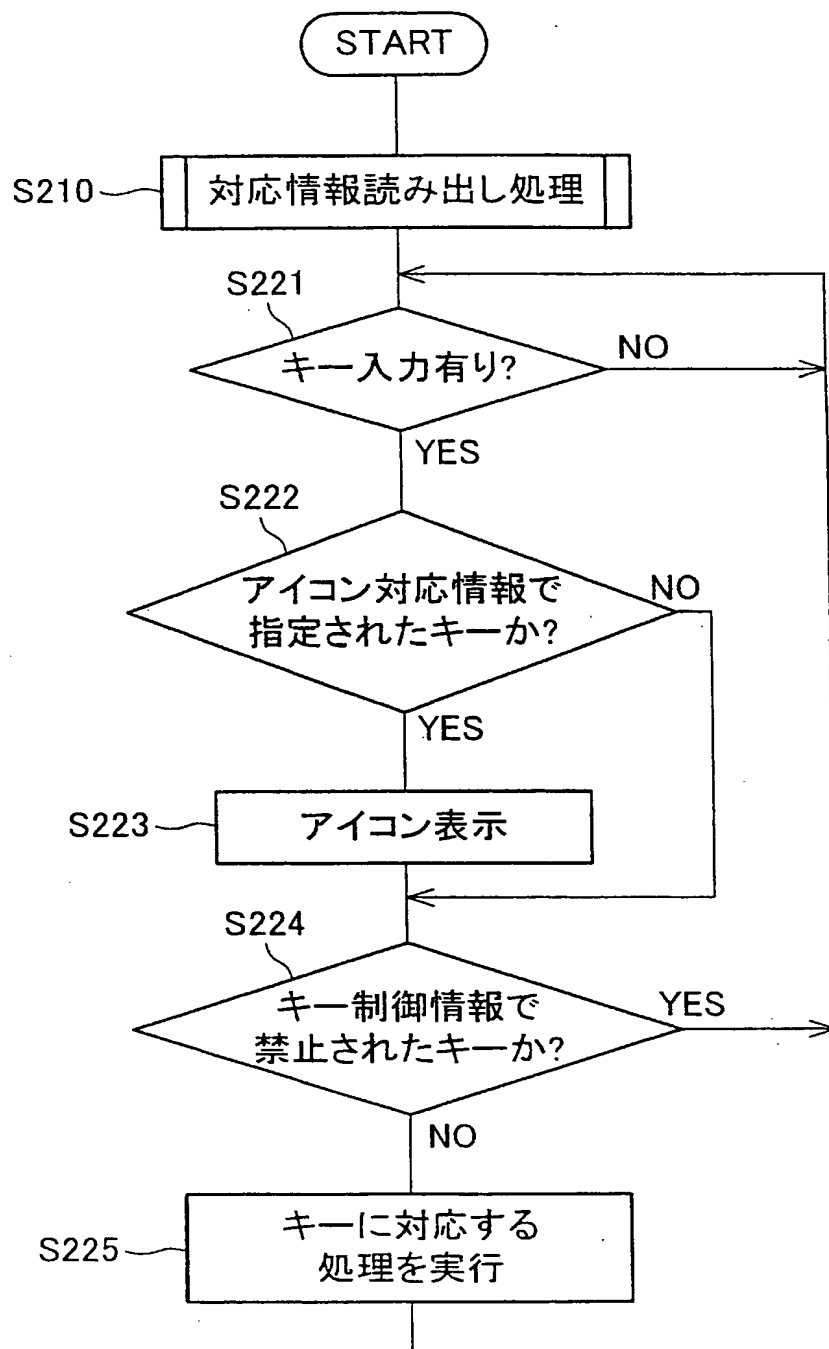 START
S210
対応情報読み出し処理
S221
キー入力有り?
NO
YES
S222
アイコン対応情報で
指定されたキーか?
NO
YES
S223
アイコン表示
S224
キー制御情報で
禁止されたキーか?
YES
NO
S225
キーに対応する
処理を実行